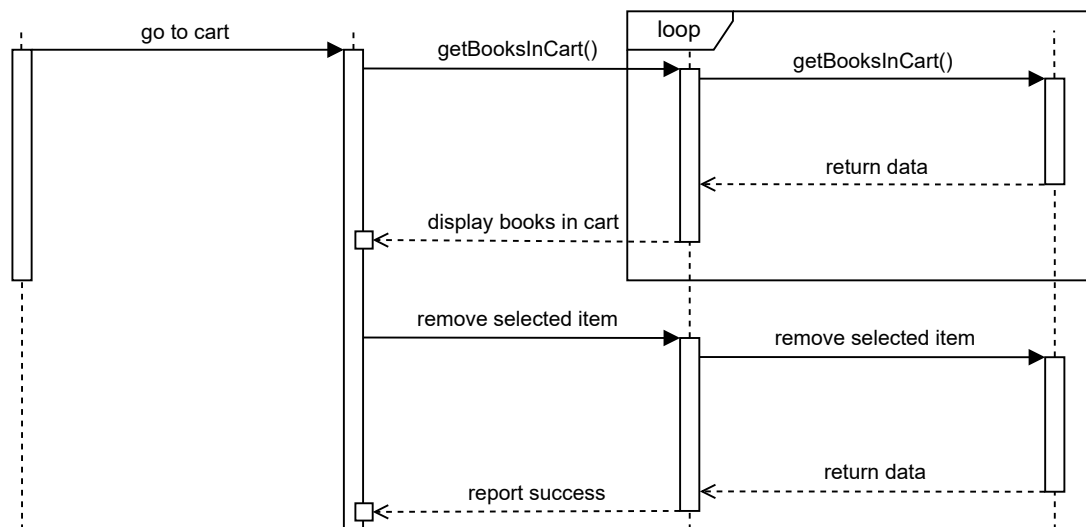 go to cart
loop
getBooksInCart()
getBooksInCart()
return data
display books in cart
remove selected item
remove selected item
return data
report success